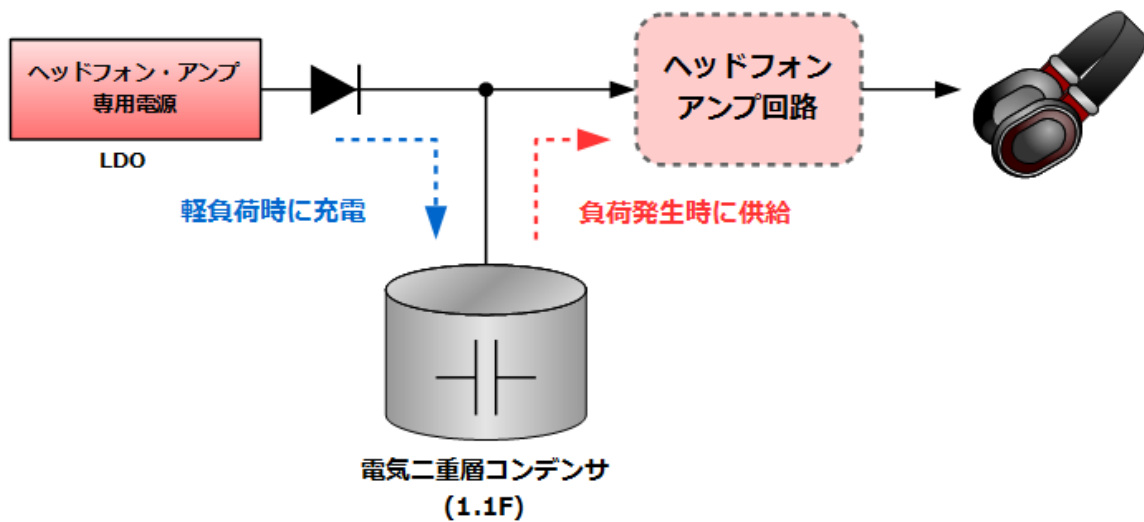 ヘッドフォン・アンプ
専用電源
LDO
ヘッドフォン
アンプ回路
軽負荷時に充電
負荷発生時に供給
電気二重層コンデンサ
(1.1F)